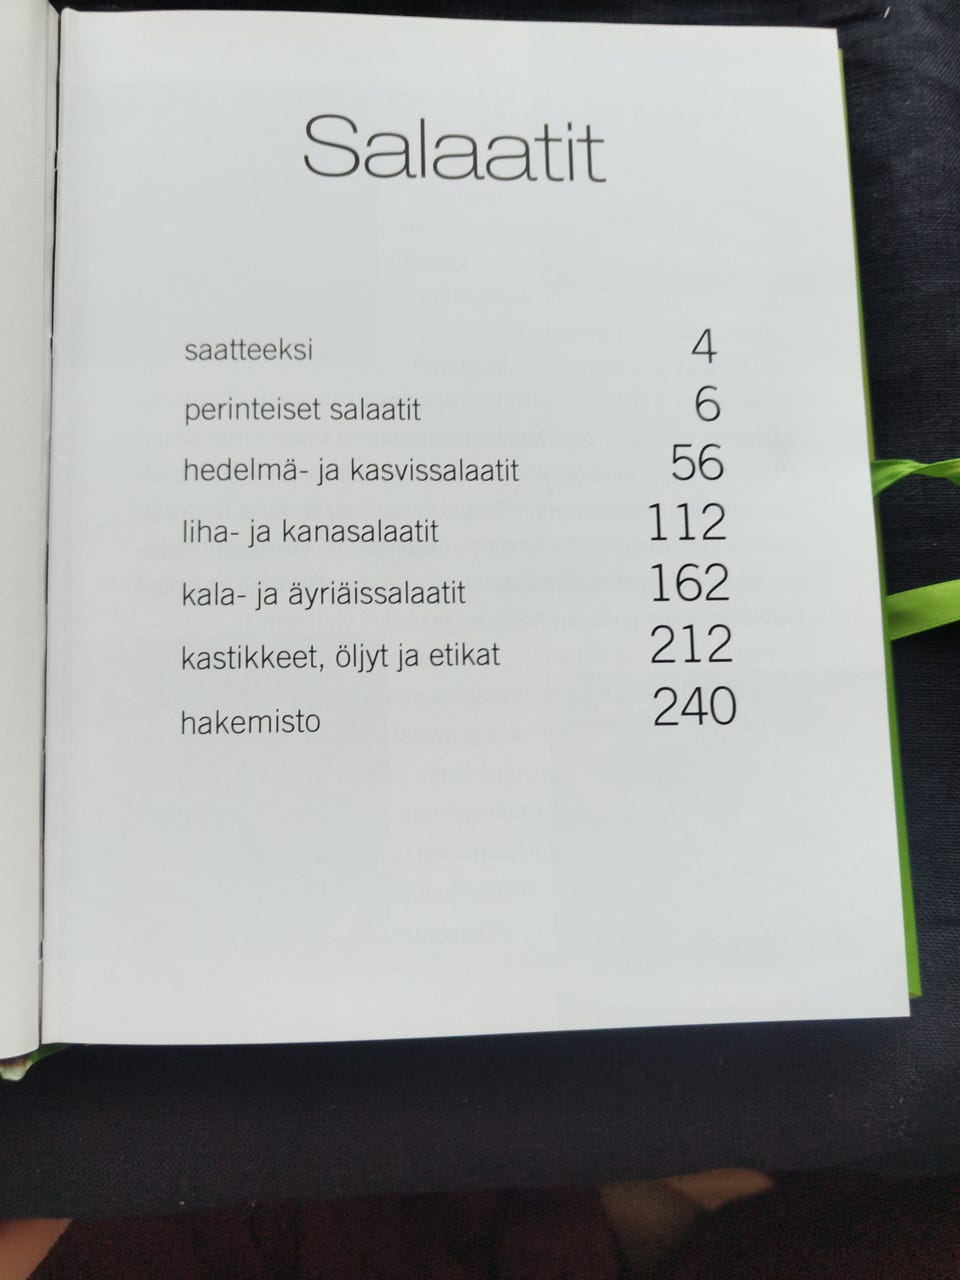 Salaatit
saatteeksi 4
perinteiset salaatit 6
hedelmä- ja kasvissalaatit 56
liha- ja kanasalaatit 112
kala- ja äyriäissalaatit 162
kastikkeet, öljyt ja etikat 212
hakemisto 240